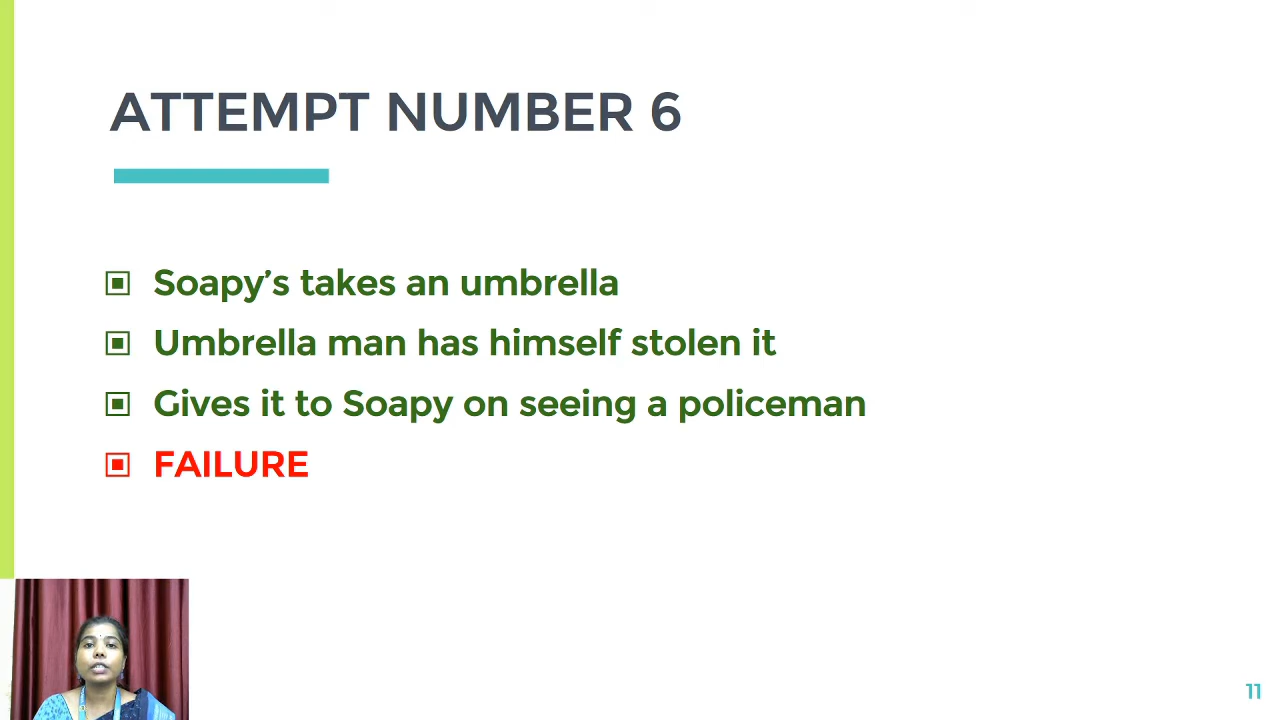 ATTEMPT NUMBER 6
Soapy’s takes an umbrella
Umbrella man has himself stolen it
Gives it to Soapy on seeing a policeman
FAILURE
11